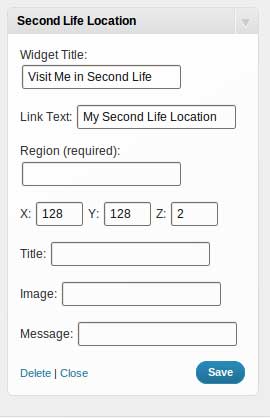 Second Life Location
Widget Title:
Visit Me in Second Life
Link Text: My Second Life Location
Region (required):
X: 128 Y: 128 Z: 2
Title:
Image:
Message:
Delete | Close Save